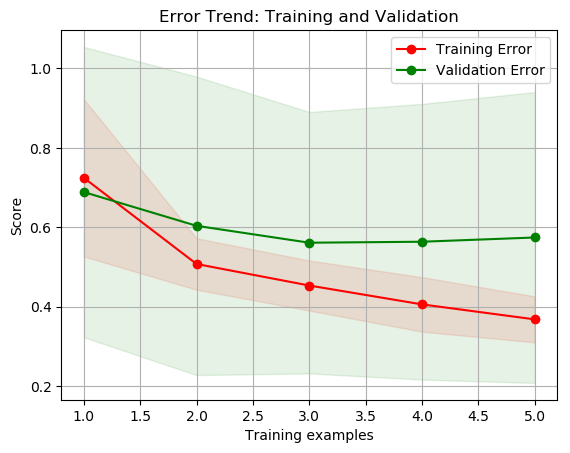 Error Trend: Training and Validation
Training Error
Validation Error
Score
1.0
0.8
0.6
0.4
0.2
1.0 1.5 2.0 2.5 3.0 3.5 4.0 4.5 5.0
Training examples